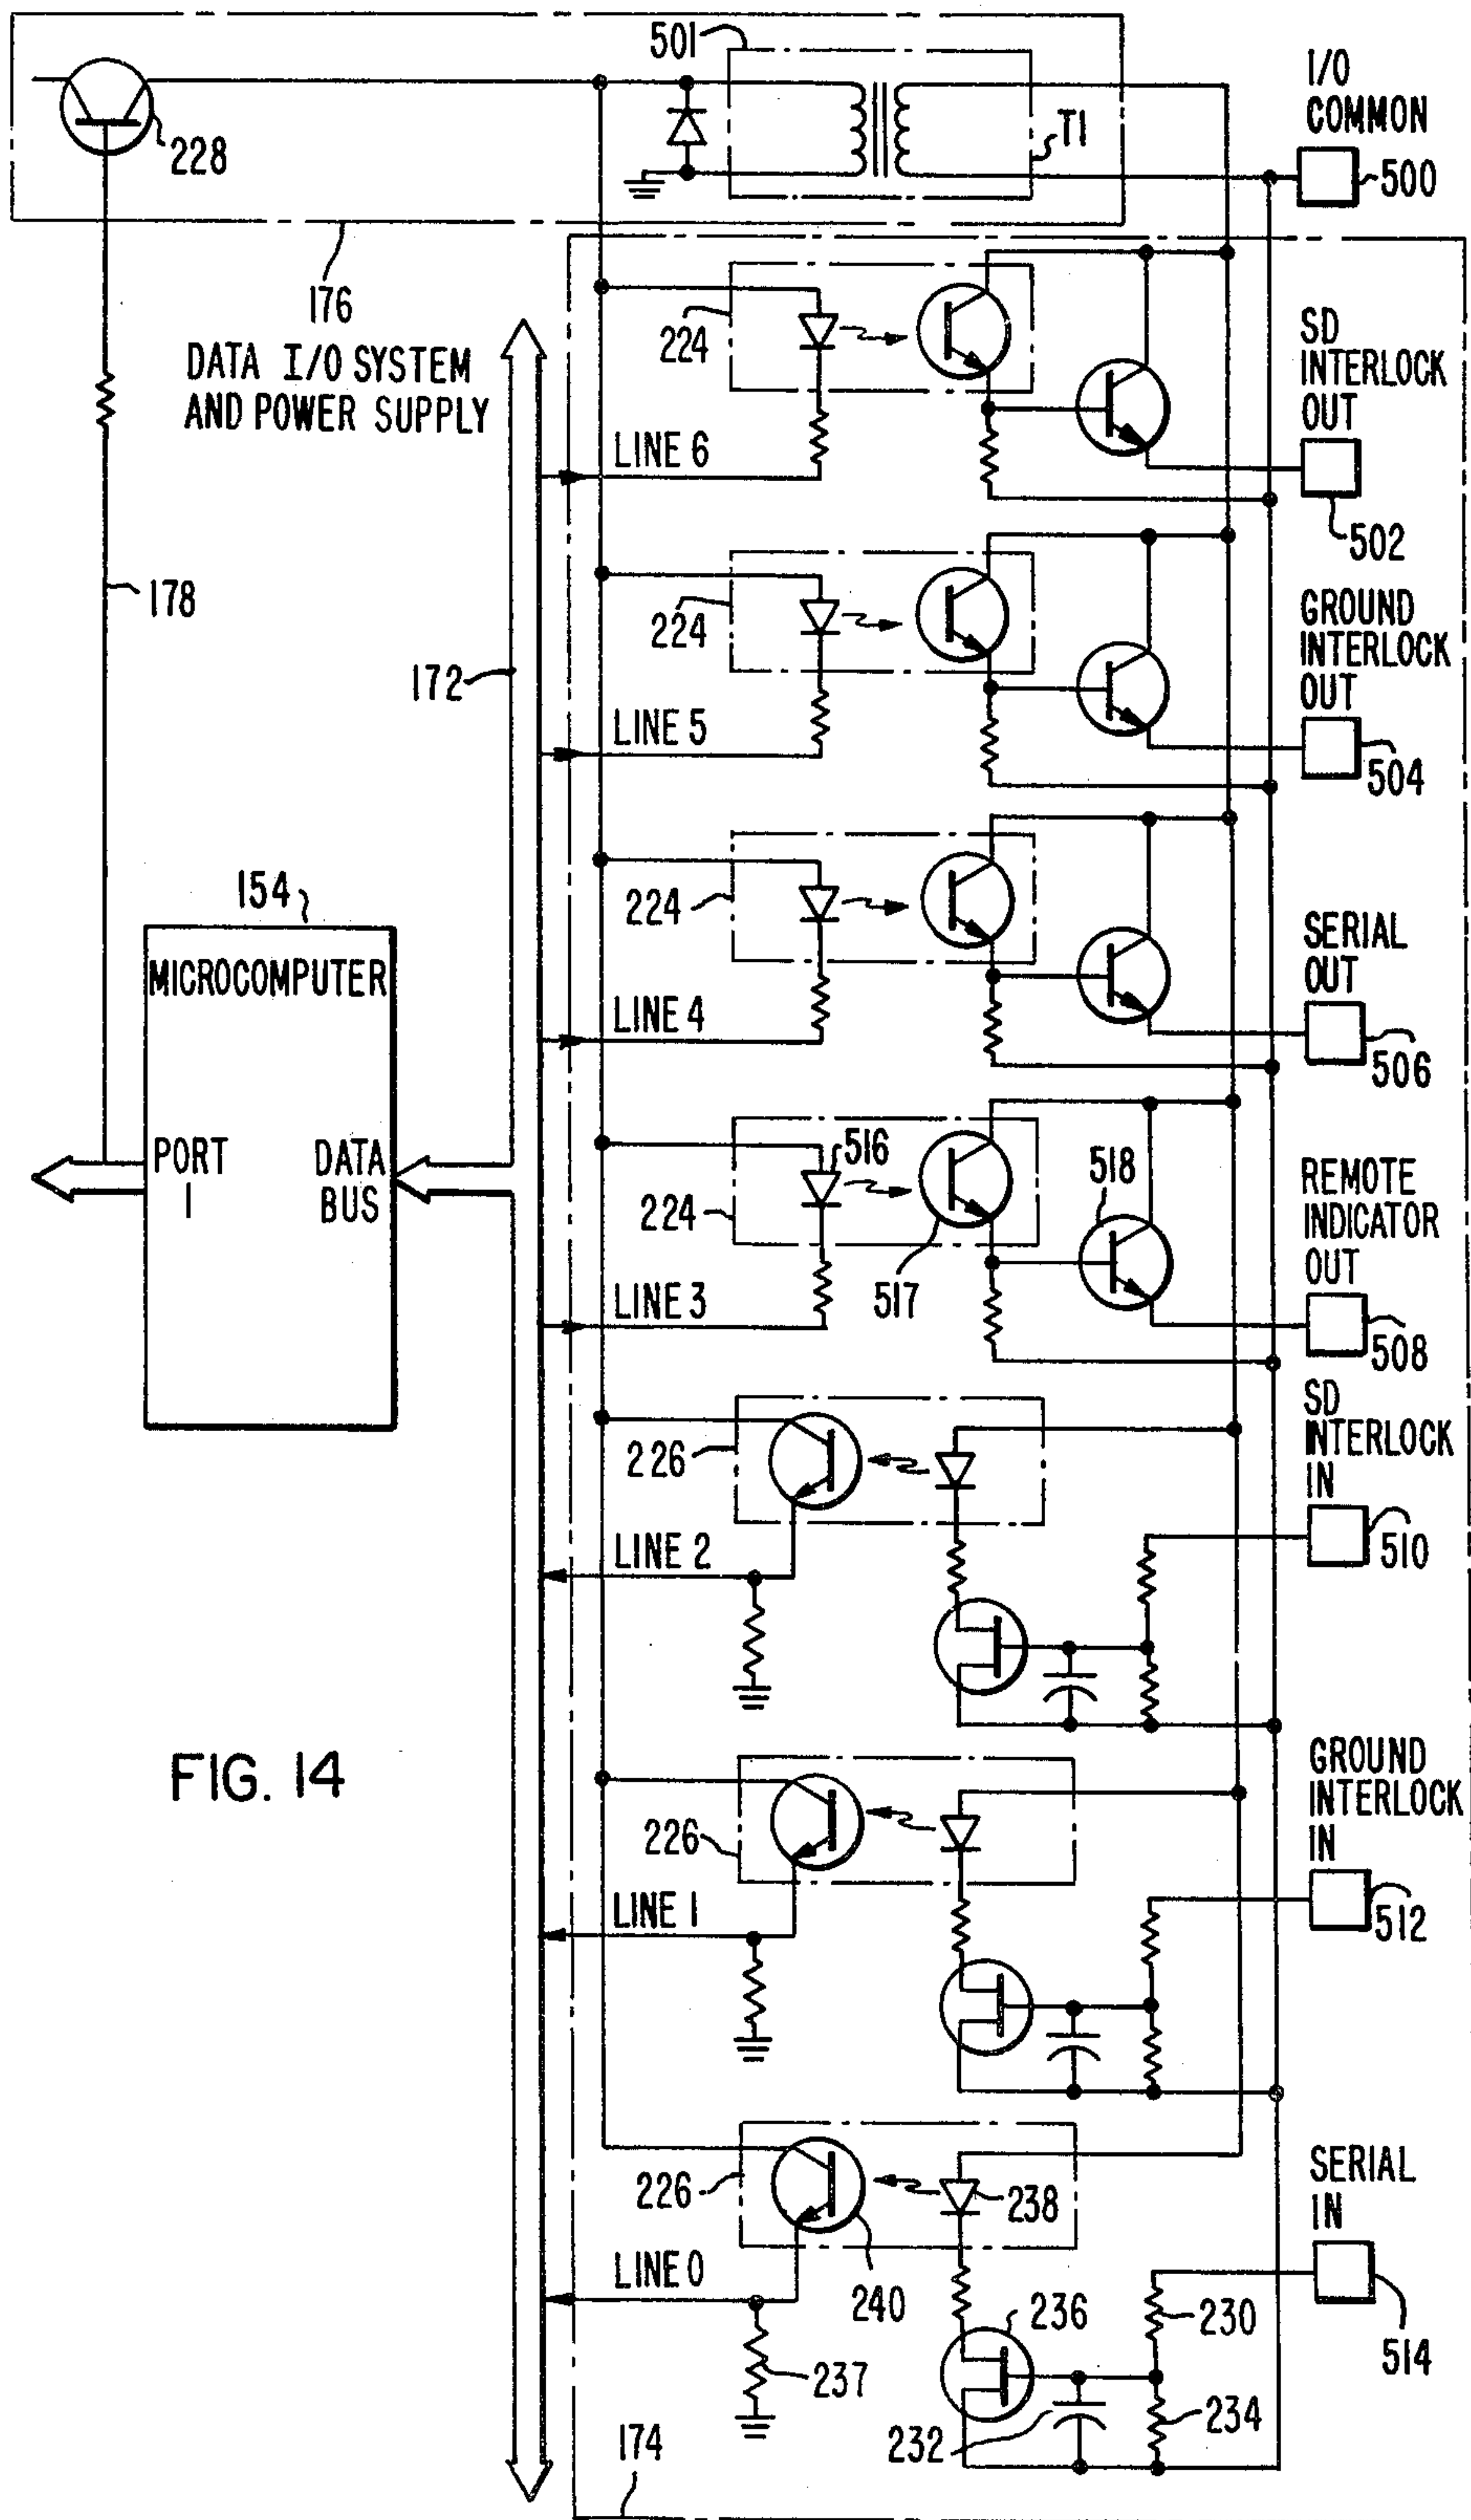 501
I/O
COMMON
T1
228
500
176
DATA I/O SYSTEM
AND POWER SUPPLY
224
SD
INTERLOCK
OUT
LINE 6
502
178
224
GROUND
INTERLOCK
OUT
172
LINE 5
504
154
MICROCOMPUTER
224
SERIAL
OUT
LINE 4
506
PORT
1
DATA
BUS
516
224
518
517
REMOTE
INDICATOR
OUT
LINE 3
508
226
SD
INTERLOCK
IN
LINE 2
510
FIG. 14
226
GROUND
INTERLOCK
IN
LINE 1
512
226
238
SERIAL
IN
LINE 0
240
236
230
514
237
232
234
174